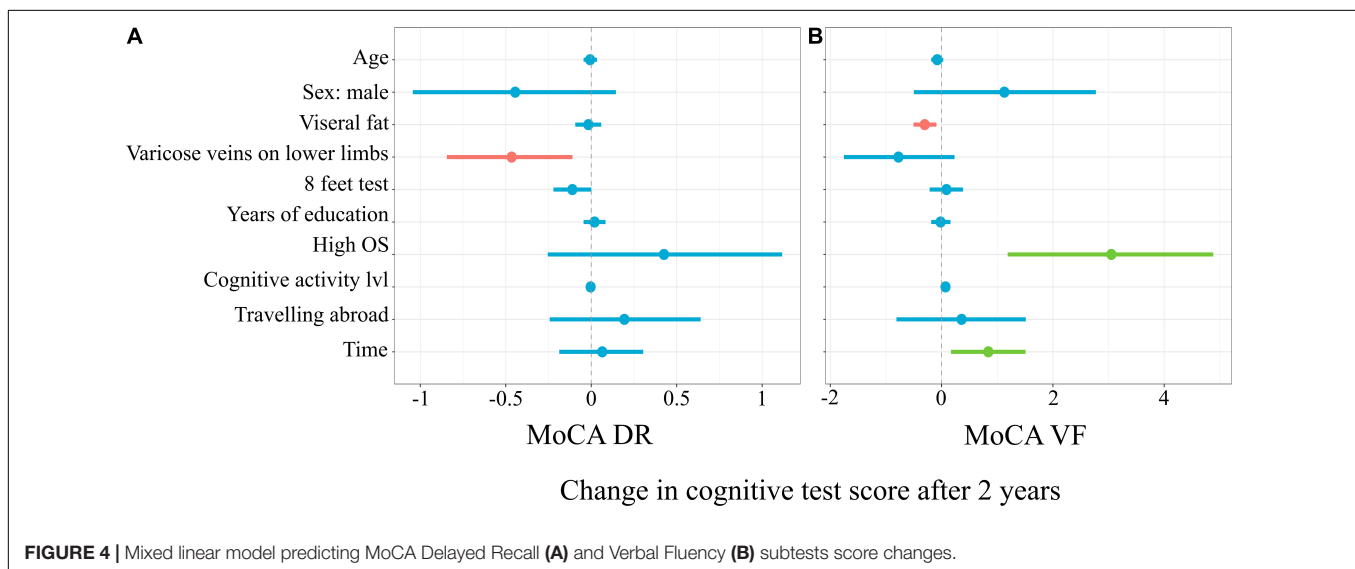 A
B
Age
Sex: male
Viseral fat
Varicose veins on lower limbs
8 feet test
Years of education
High OS
Cognitive activity lvl
Travelling abroad
Time
-1 -0.5 0 0.5 1
-2 0 2 4
MoCA DR
MoCA VF
Change in cognitive test score after 2 years
FIGURE 4 | Mixed linear model predicting MoCA Delayed Recall (A) and Verbal Fluency (B) subtests score changes.